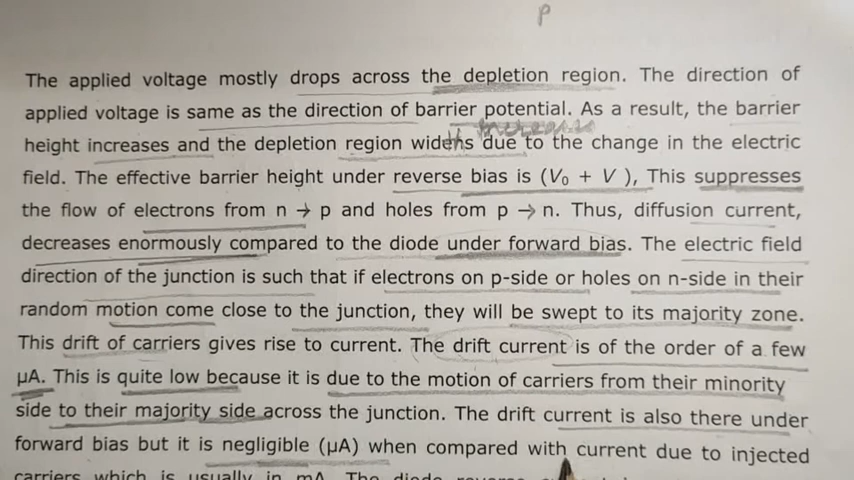 p
The applied voltage mostly drops across the depletion region. The direction of
applied voltage is same as the direction of barrier potential. As a result, the barrier
increase
height increases and the depletion region widens due to the change in the electric
field. The effective barrier height under reverse bias is (V₀ + V ), This suppresses
the flow of electrons from n → p and holes from p → n. Thus, diffusion current,
decreases enormously compared to the diode under forward bias. The electric field
direction of the junction is such that if electrons on p-side or holes on n-side in their
random motion come close to the junction, they will be swept to its majority zone.
This drift of carriers gives rise to current. The drift current is of the order of a few
µA. This is quite low because it is due to the motion of carriers from their minority
side to their majority side across the junction. The drift current is also there under
forward bias but it is negligible (µA) when compared with current due to injected
carriers which is usually in mA. The diode reverse